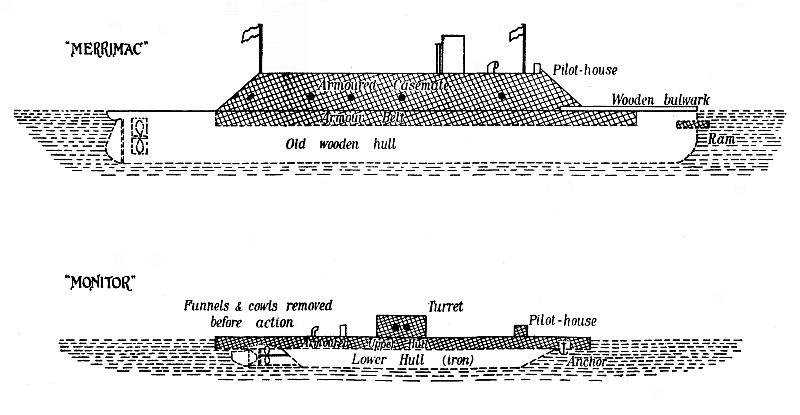 "MERRIMAC"
Pilot-house
Armoured Casemate
Wooden bulwark
Armour Belt
Ram
Old wooden hull
"MONITOR"
Funnels & cowls removed
before action
Turret
Pilot-house
Armoured Upper Hull
Lower Hull (iron)
Anchor